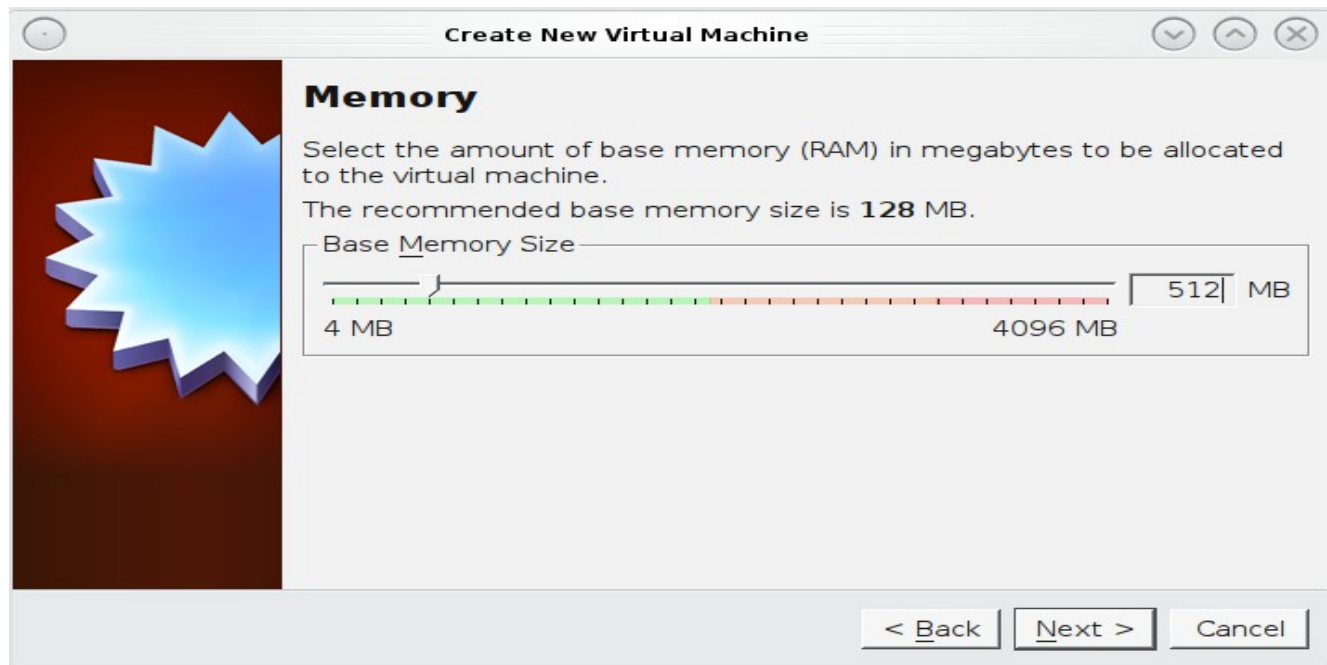 Create New Virtual Machine
Memory
Select the amount of base memory (RAM) in megabytes to be allocated
to the virtual machine.
The recommended base memory size is 128 MB.
Base Memory Size
512 MB
4 MB 4096 MB
< Back Next > Cancel